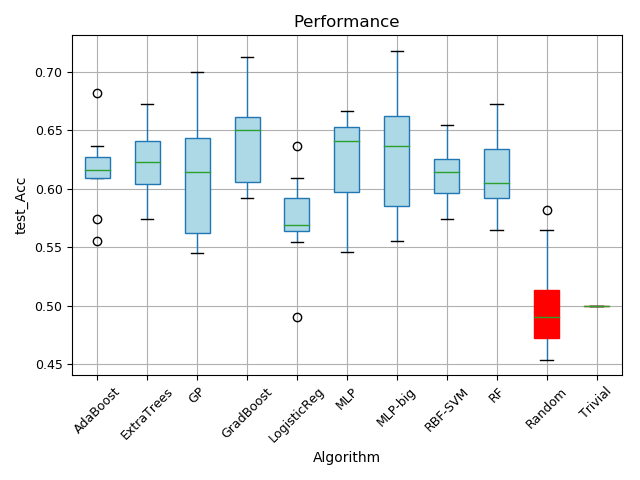 Performance
test_Acc
0.70
0.65
0.60
0.55
0.50
0.45
AdaBoost
ExtraTrees
GP
GradBoost
LogisticReg
MLP
MLP-big
RBF-SVM
RF
Random
Trivial
Algorithm